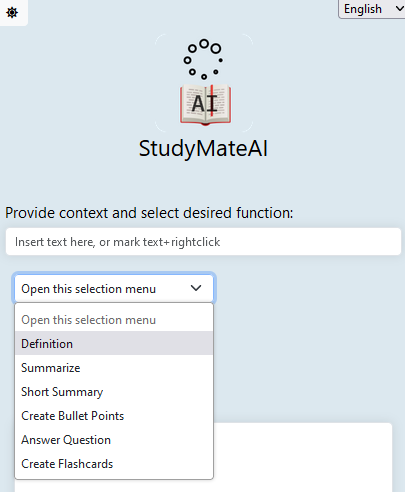 English
AI
StudyMateAI
Provide context and select desired function:
Insert text here, or mark text+rightclick
Open this selection menu
Open this selection menu
Definition
Summarize
Short Summary
Create Bullet Points
Answer Question
Create Flashcards